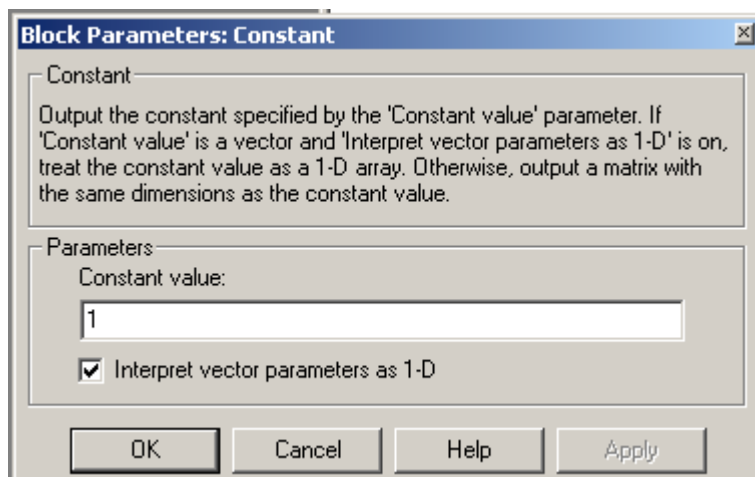 Block Parameters: Constant
Constant
Output the constant specified by the 'Constant value' parameter. If
'Constant value' is a vector and 'Interpret vector parameters as 1-D' is on,
treat the constant value as a 1-D array. Otherwise, output a matrix with
the same dimensions as the constant value.
Parameters
Constant value:
1
Interpret vector parameters as 1-D
OK Cancel Help Apply